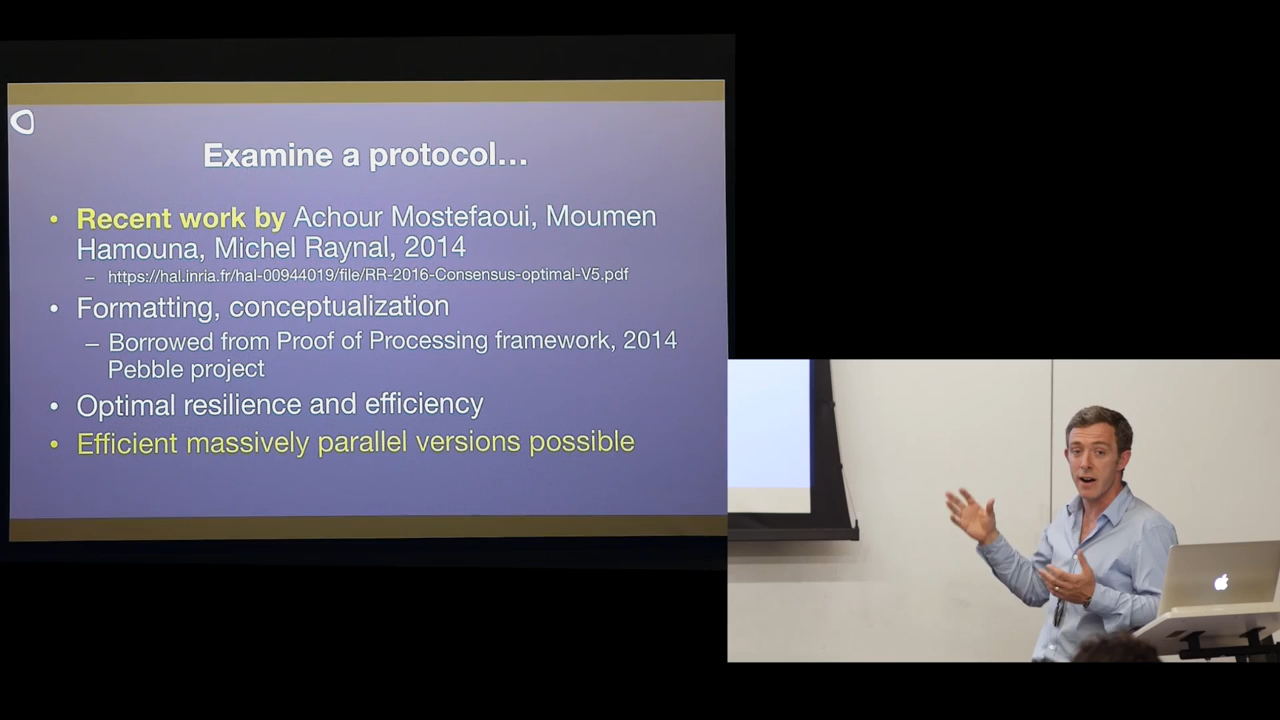 Examine a protocol...
• Recent work by Achour Mostefaoui, Moumen
Hamouna, Michel Raynal, 2014
– https://hal.inria.fr/hal-00944019/file/RR-2016-Consensus-optimal-V5.pdf
• Formatting, conceptualization
– Borrowed from Proof of Processing framework, 2014
Pebble project
• Optimal resilience and efficiency
• Efficient massively parallel versions possible